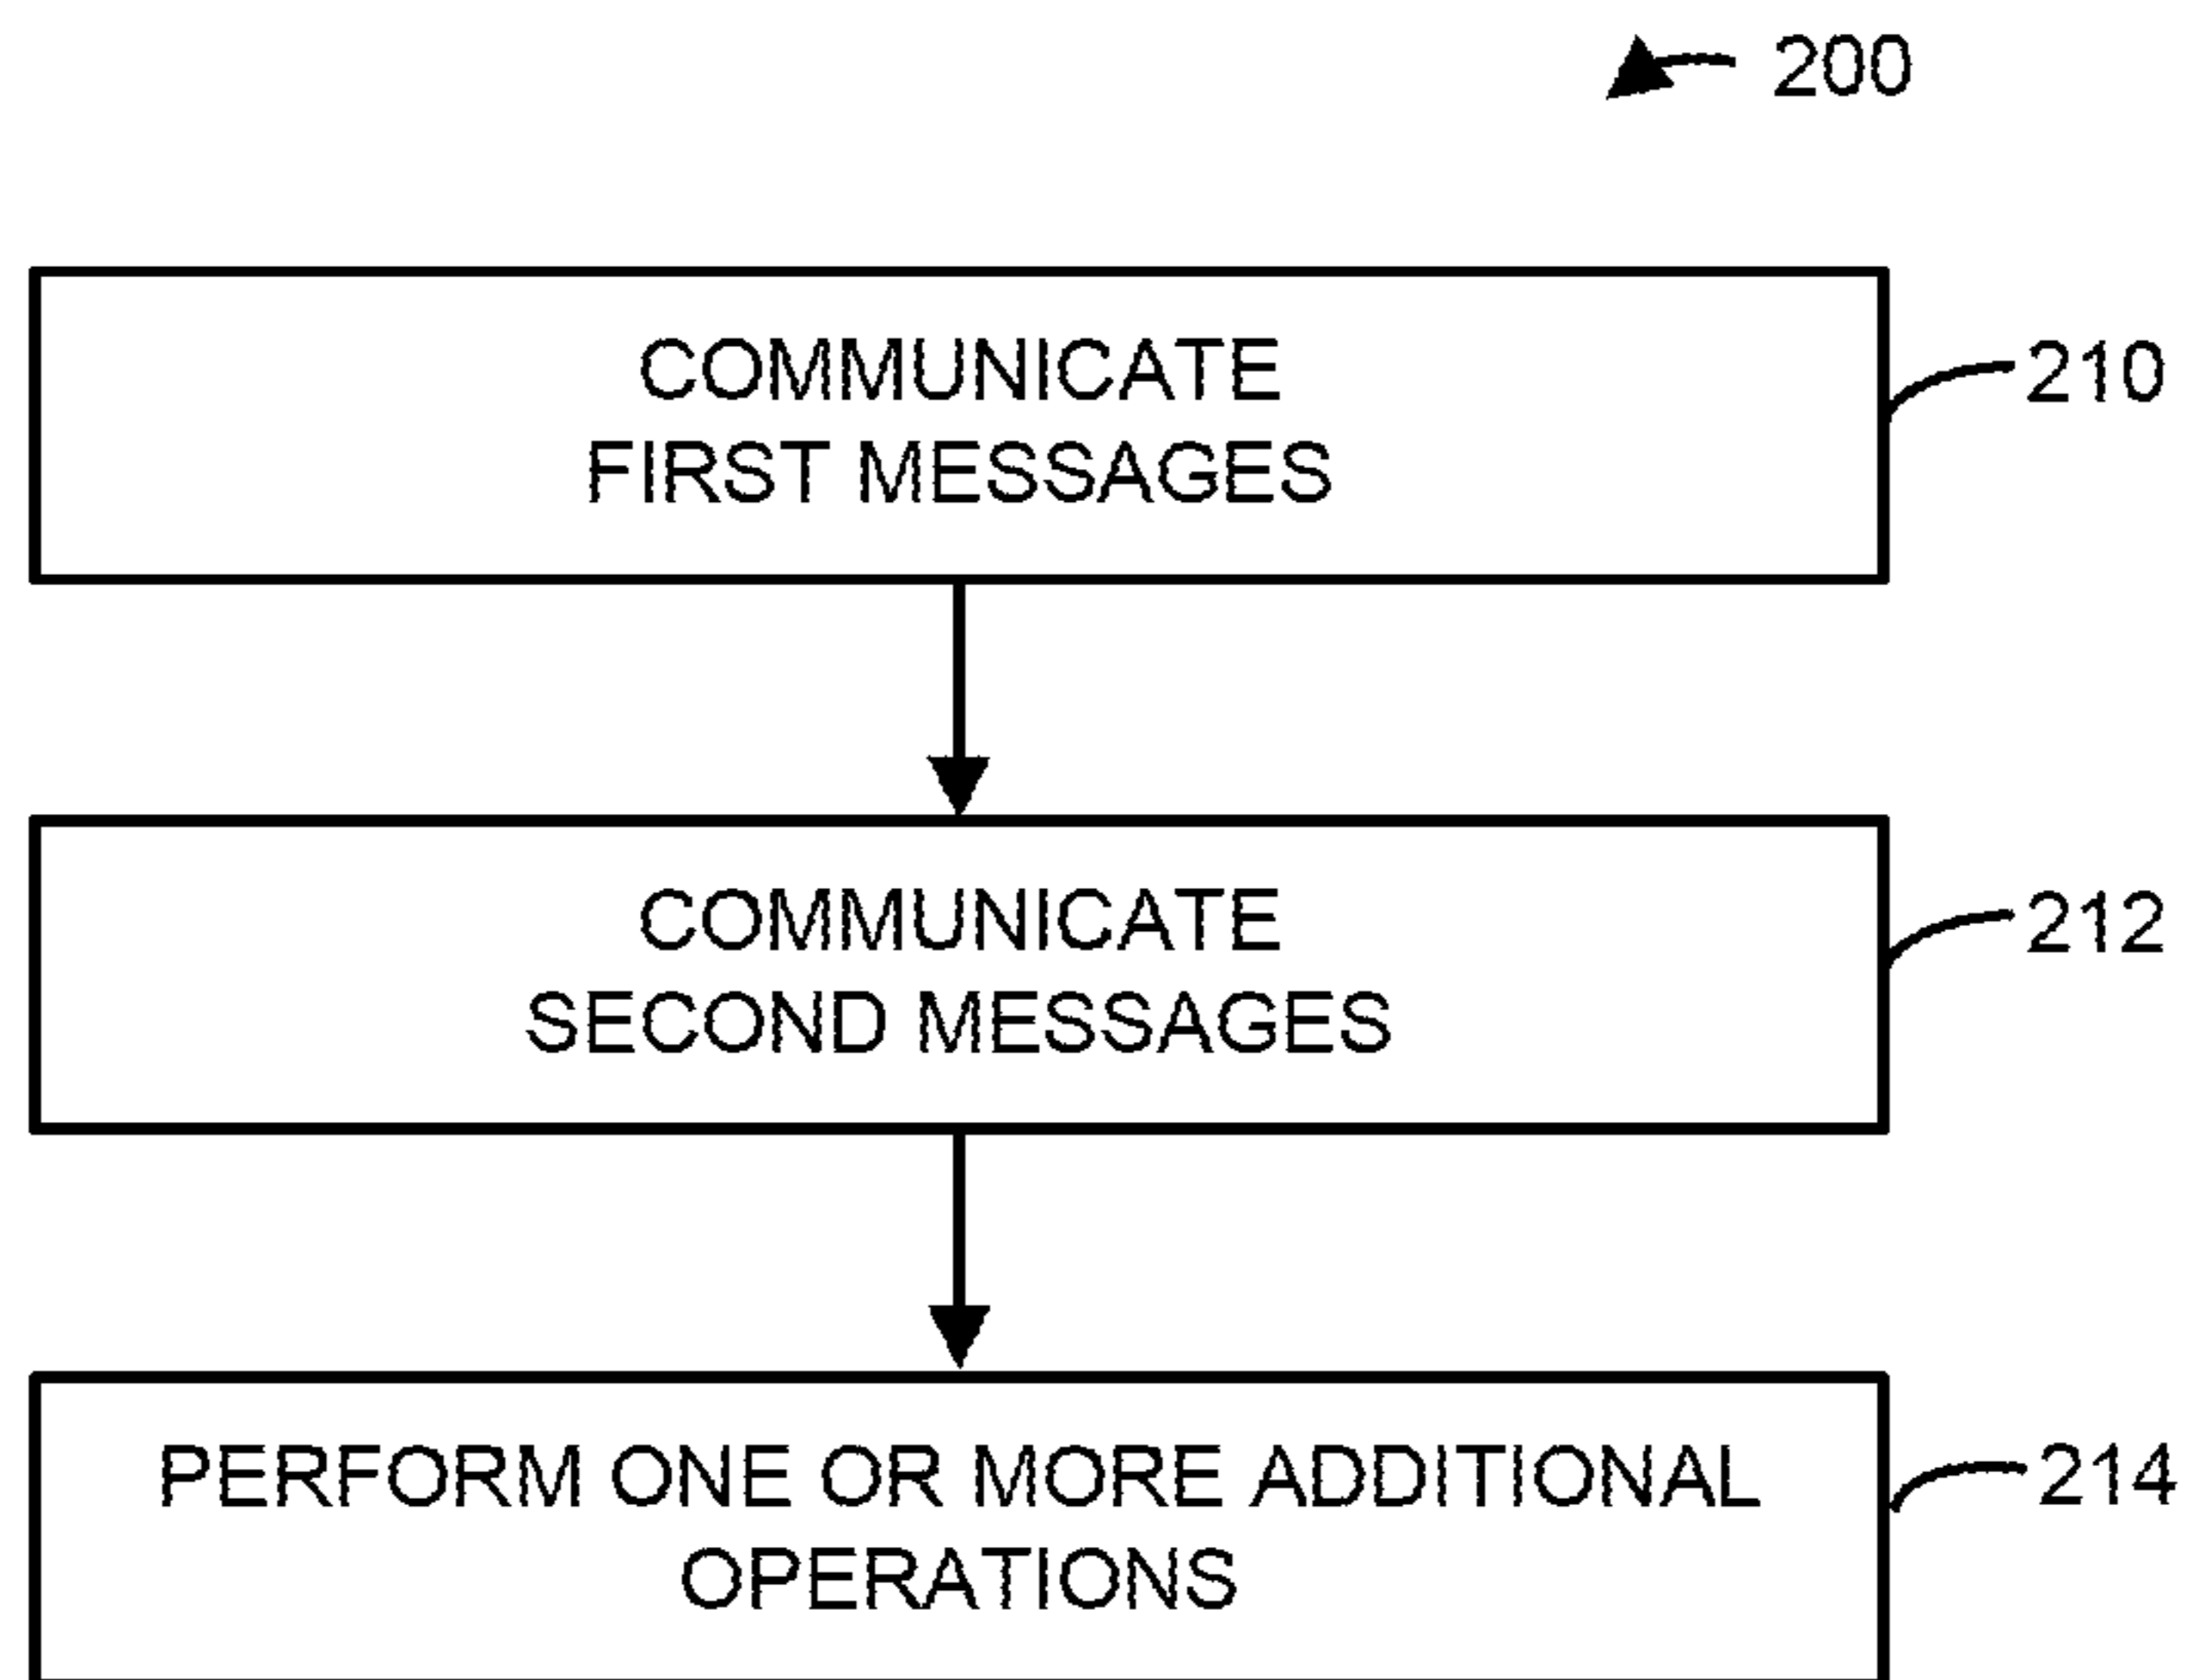 200
COMMUNICATE
FIRST MESSAGES
210
COMMUNICATE
SECOND MESSAGES
212
PERFORM ONE OR MORE ADDITIONAL
OPERATIONS
214